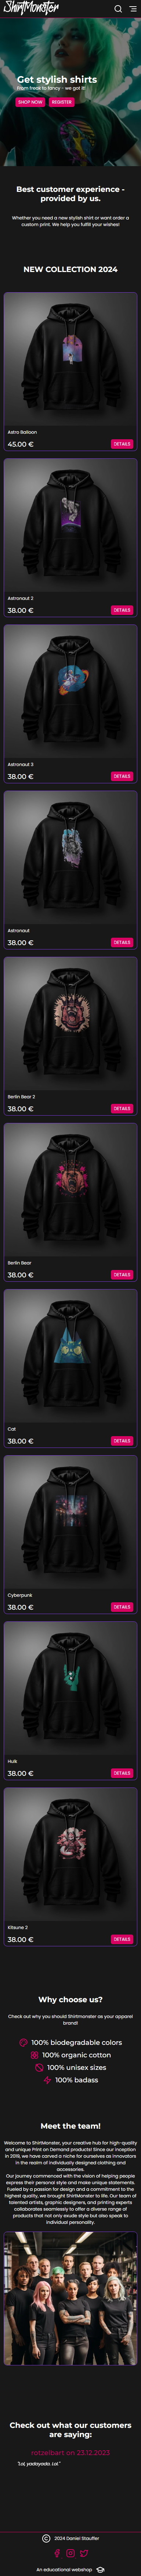 ShirtMonster
Get stylish shirts
From freak to fancy - we got it!
SHOP NOW
REGISTER
Best customer experience -
provided by us.
Whether you need a new stylish shirt or want order a
custom print. We help you fulfill your wishes!
NEW COLLECTION 2024
Astro Balloon
45.00 €
DETAILS
Astronaut 2
38.00 €
DETAILS
Astronaut 3
38.00 €
DETAILS
Astronaut
38.00 €
DETAILS
Berlin Bear 2
38.00 €
DETAILS
Berlin Bear
38.00 €
DETAILS
Cat
38.00 €
DETAILS
Cyberpunk
38.00 €
DETAILS
Hulk
38.00 €
DETAILS
Kitsune 2
38.00 €
DETAILS
Why choose us?
Check out why you should Shirtmonster as your apparel
brand!
100% biodegradable colors
100% organic cotton
100% unisex sizes
100% badass
Meet the team!
Welcome to ShirtMonster, your creative hub for high-quality
and unique Print on Demand products! Since our inception
in 2019, we have carved a niche for ourselves as innovators
in the realm of individually designed clothing and
accessories.
Our journey commenced with the vision of helping people
express their personal style and make unique statements.
Fueled by a passion for design and a commitment to the
highest quality, we brought ShirtMonster to life. Our team of
talented artists, graphic designers, and printing experts
collaborates seamlessly to offer a diverse range of
products that not only exude style but also speak to
individual personality.
Check out what our customers
are saying:
rotzelbart on 23.12.2023
"Lol, yadayada. Lol."
2024 Daniel Stauffer
An educational webshop